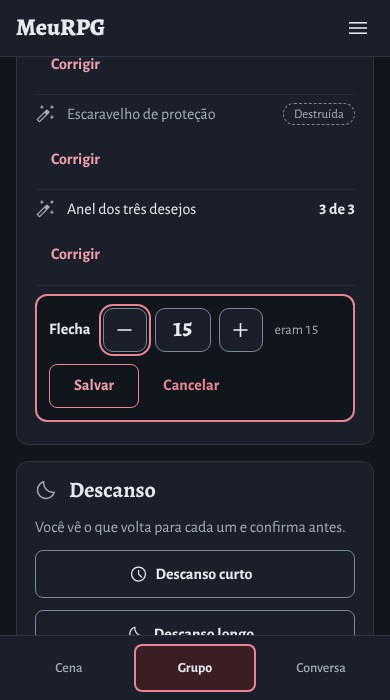 MeuRPG
Corrigir
Escaravelho de proteção Destruída
Corrigir
Anel dos três desejos 3 de 3
Corrigir
Flecha − 15 + eram 15
Salvar Cancelar
Descanso
Você vê o que volta para cada um e confirma antes.
Descanso curto
Descanso longo
Cena Grupo Conversa